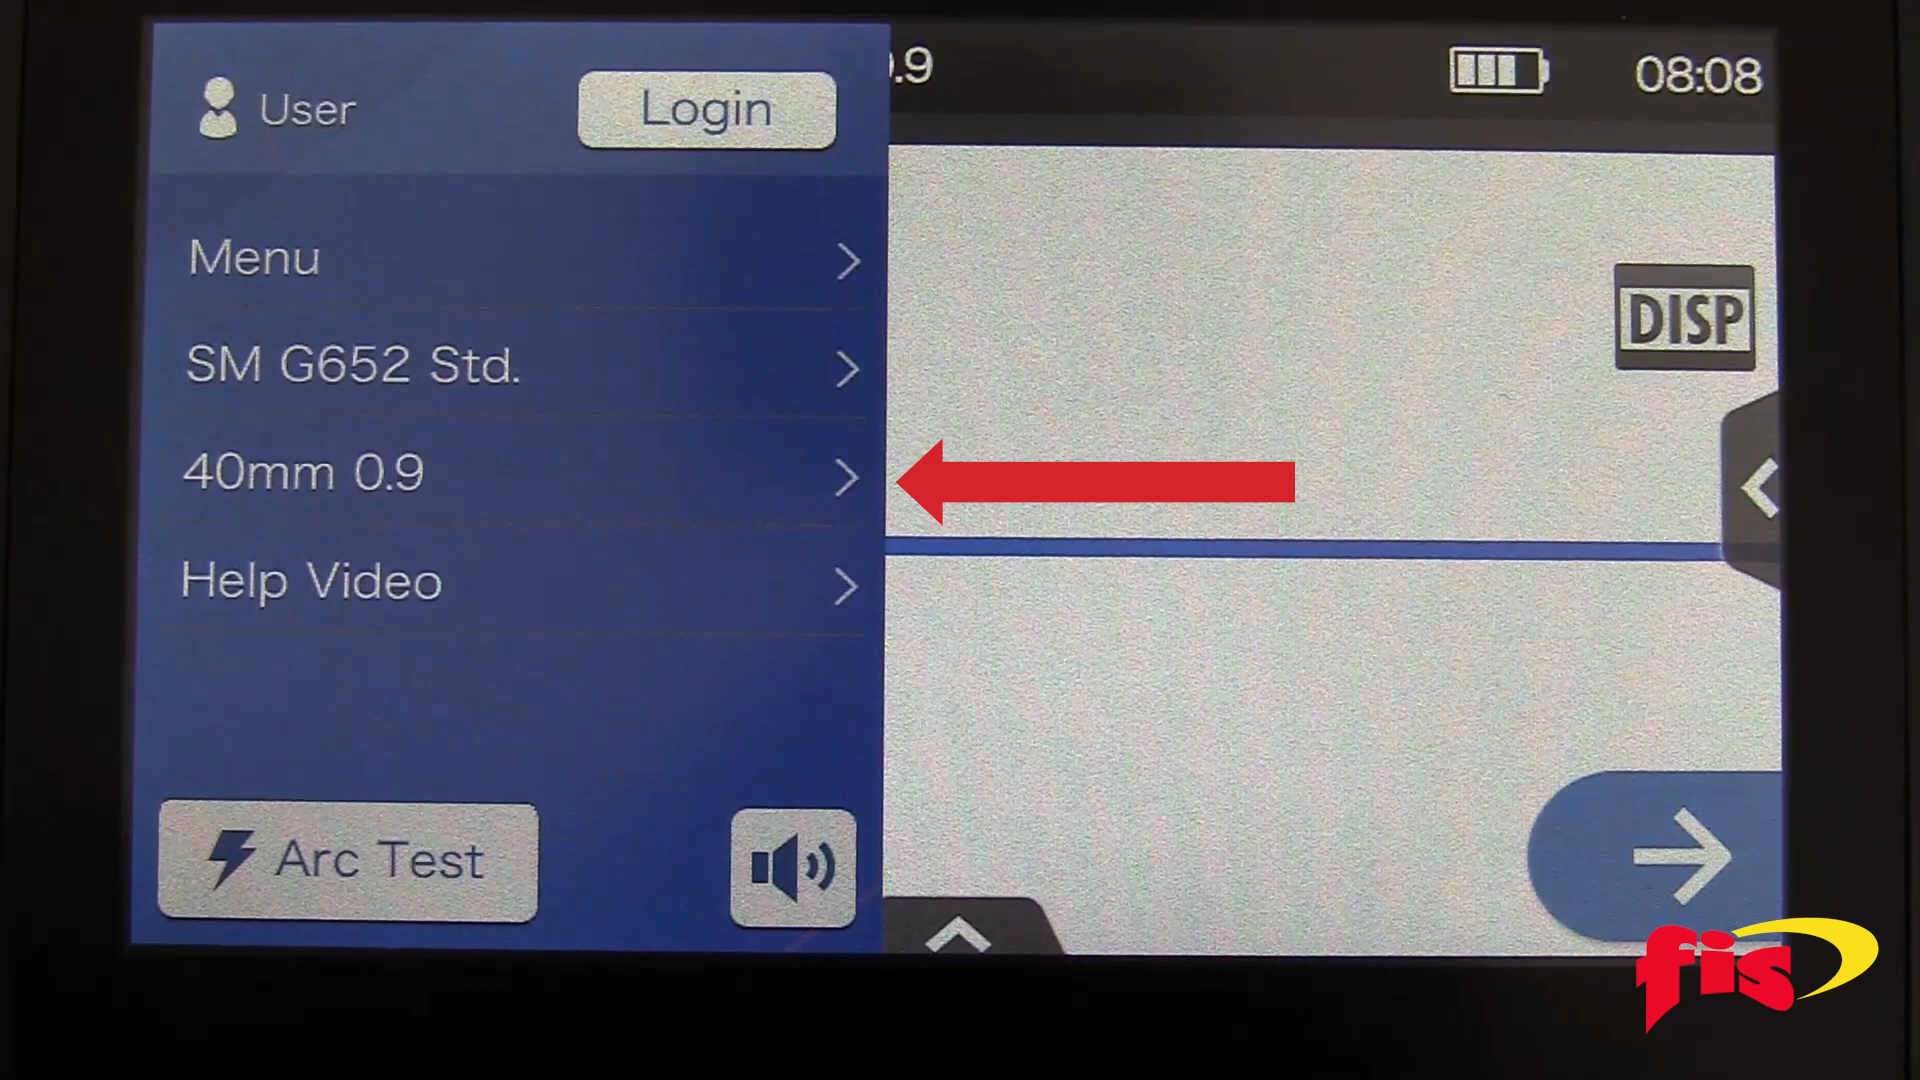 User
Login
.9
08:08
Menu
SM G652 Std.
DISP
40mm 0.9
Help Video
Arc Test
fis